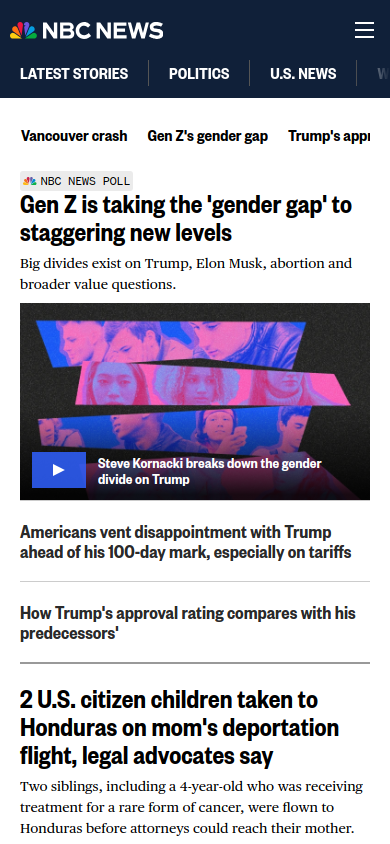 NBC NEWS
LATEST STORIES
POLITICS
U.S. NEWS
Vancouver crash
Gen Z's gender gap
Trump's
NBC NEWS POLL
Gen Z is taking the 'gender gap' to
staggering new levels
Big divides exist on Trump, Elon Musk, abortion and
broader value questions.
Steve Kornacki breaks down the gender
divide on Trump
Americans vent disappointment with Trump
ahead of his 100-day mark, especially on tariffs
How Trump's approval rating compares with his
predecessors'
2 U.S. citizen children taken to
Honduras on mom's deportation
flight, legal advocates say
Two siblings, including a 4-year-old who was receiving
treatment for a rare form of cancer, were flown to
Honduras before attorneys could reach their mother.